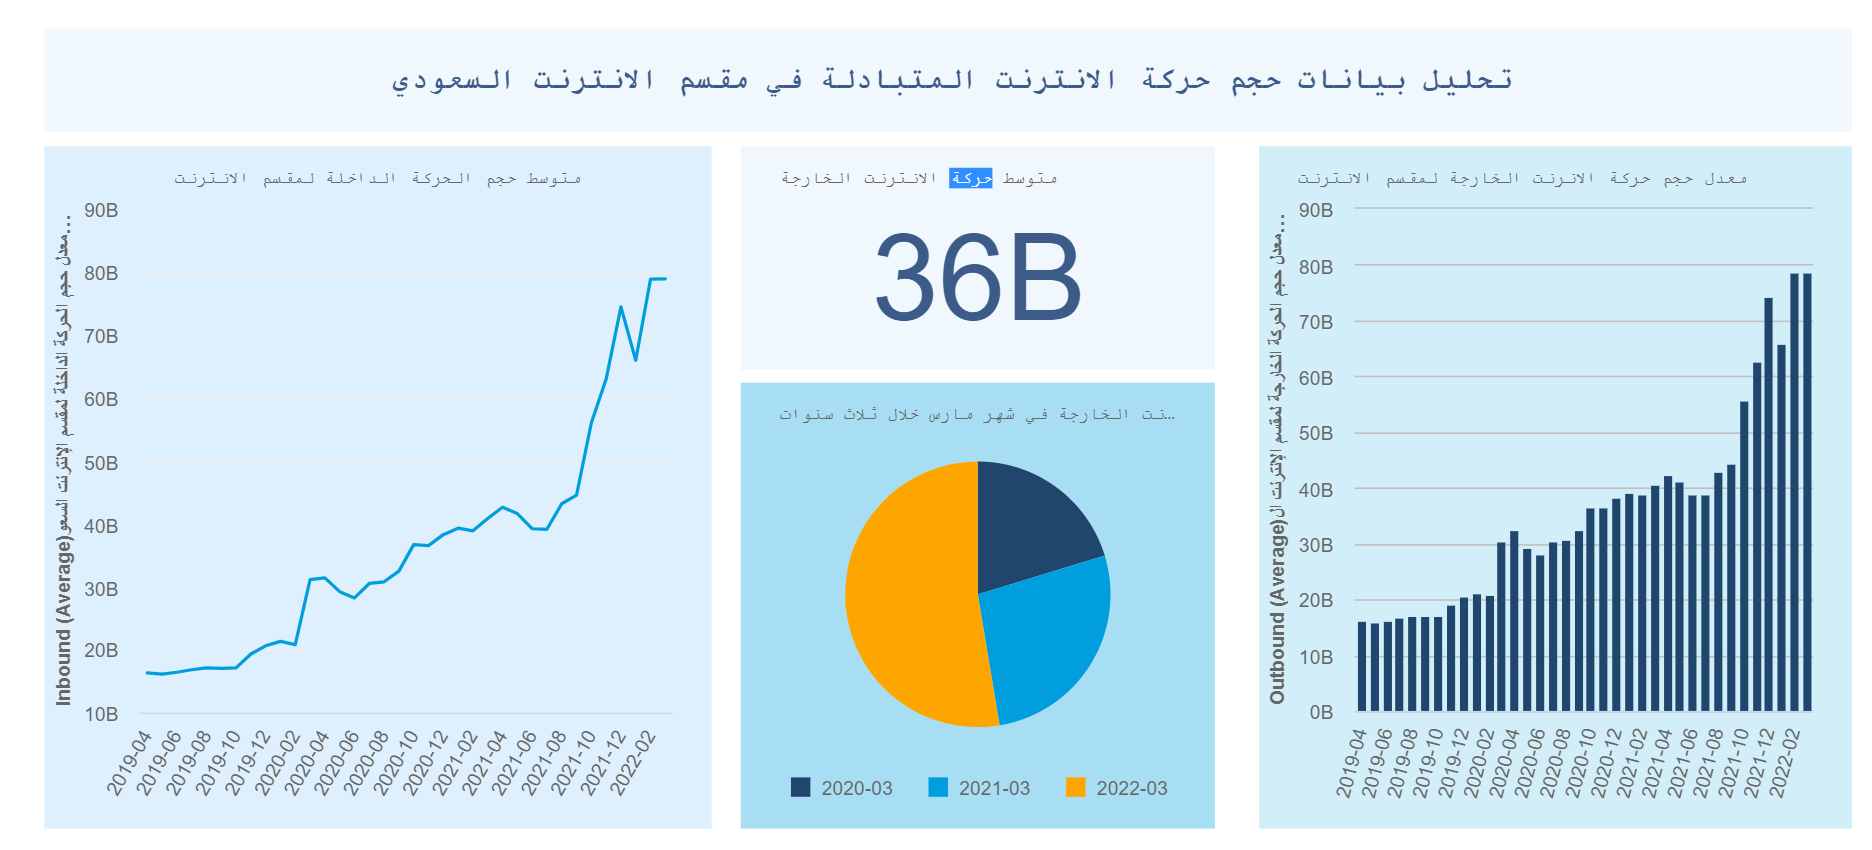 تحليل بيانات حجم حركة الانترنت المتبادلة في مقسم الانترنت السعودي
متوسط حجم الحركة الداخلة لمقسم الانترنت
Inbound (Average)معدل حجم الحركة الداخلة لمقسم الإنترنت السعو...
90B
80B
70B
60B
50B
40B
30B
20B
10B
2019-04
2019-06
2019-08
2019-10
2019-12
2020-02
2020-04
2020-06
2020-08
2020-10
2020-12
2021-02
2021-04
2021-06
2021-08
2021-10
2021-12
2022-02
متوسط حركة الانترنت الخارجة
36B
...نت الخارجة في شهر مارس خلال ثلاث سنوات
2020-03
2021-03
2022-03
معدل حجم حركة الانرنت الخارجة لمقسم الانترنت
Outbound (Average)معدل حجم الحركة الخارجة لمقسم الإنترنت ال...
90B
80B
70B
60B
50B
40B
30B
20B
10B
0B
2019-04
2019-06
2019-08
2019-10
2019-12
2020-02
2020-04
2020-06
2020-08
2020-10
2020-12
2021-02
2021-04
2021-06
2021-08
2021-10
2021-12
2022-02